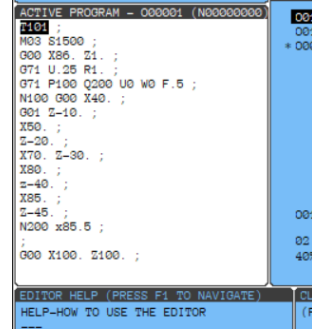 ACTIVE PROGRAM - O00001 (N00000000)
T101 ;
M03 S1500 ;
G00 X86. Z1. ;
G71 U.25 R1. ;
G71 P100 Q200 U0 W0 F.5 ;
N100 G00 X40. ;
G01 Z-10. ;
X50. ;
Z-20. ;
X70. Z-30. ;
X80. ;
z-40. ;
X85. ;
Z-45. ;
N200 x85.5 ;
;
G00 X100. Z100. ;
EDITOR HELP (PRESS F1 TO NAVIGATE)
HELP-HOW TO USE THE EDITOR
---